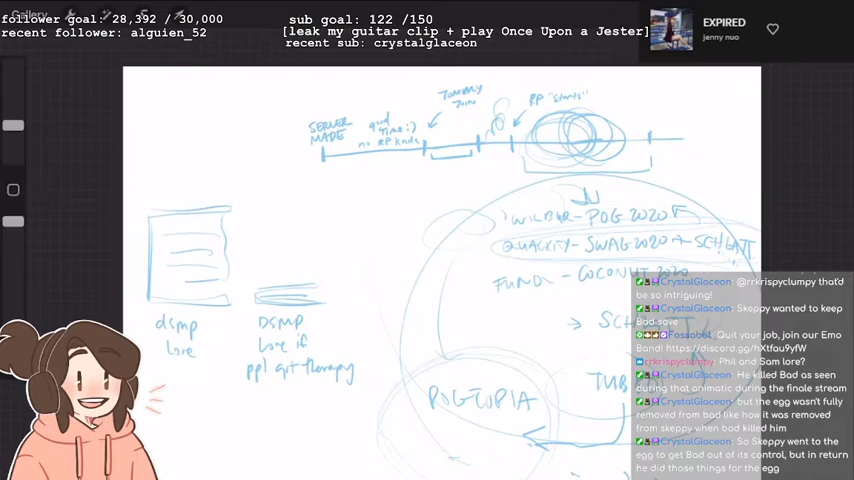 Gallery
follower goal: 28,392 / 30,000
recent follower: alguien_52
sub goal: 122 /150
[leak my guitar clip + play Once Upon a Jester]
recent sub: crystalglaceon
EXPIRED
jenny nuo
SERVER MADE
good time :)
no RP kinda
TOMMY JOIN
RP "starts"
WILBUR - POG 2020
QUACKITY - SWAG 2020 + SCHLATT
FUNDY - COCONUT 2020
→ SCH
TUB
POGTOPIA
dsmp
lore
DSMP
lore if
ppl got therapy
CrystalGlaceon: @rrkrispyclumpy that'd
be so intriguing!
CrystalGlaceon: Skeppy wanted to keep
Bad save
Fossobot: Quit your job, join our Emo
Band! https://discord.gg/hXtfau9yfW
crkrispyclumpy: Phil and Sam lore?
CrystalGlaceon: He killed Bad as seen
during that animatic during the finale stream
CrystalGlaceon: but the egg wasn't fully
removed from bad like how it was removed
from skeppy when bad killed him
CrystalGlaceon: So Skeppy went to the
egg to get Bad out of its control, but in return
he did those things for the egg